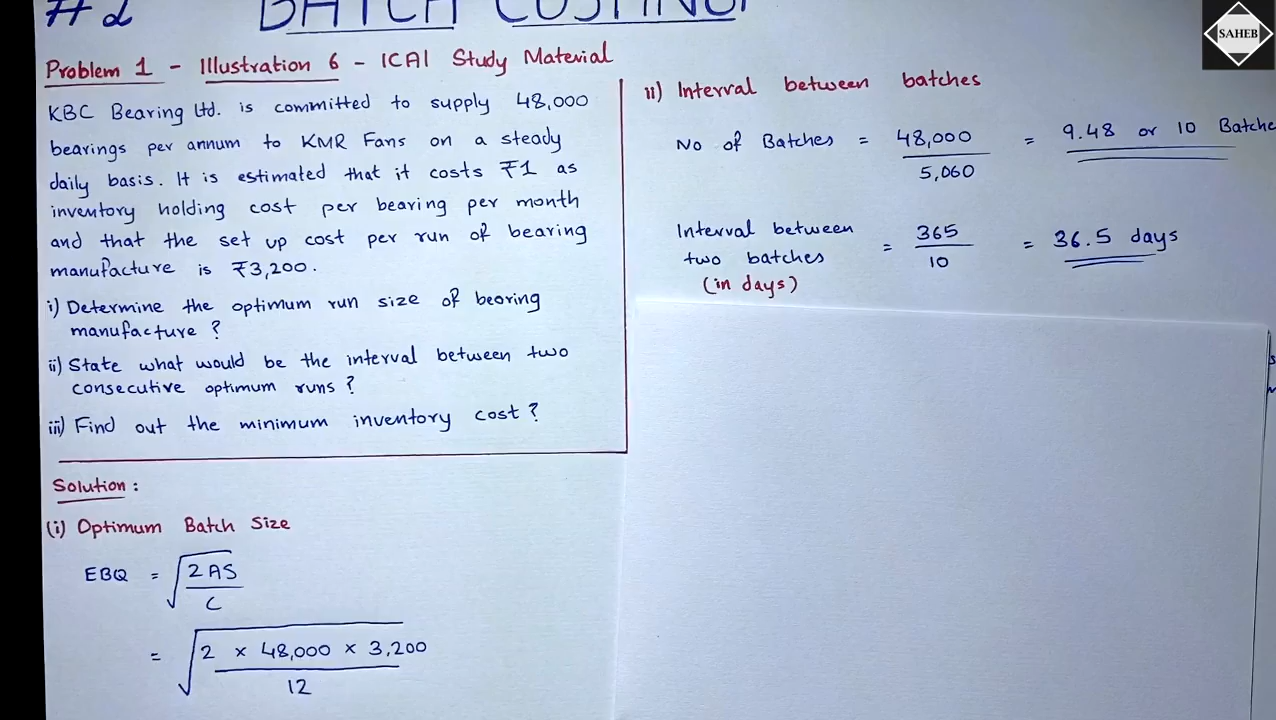 #2 BATCH COSTING
SAHEB
Problem 1 - Illustration 6 - ICAI Study Material
KBC Bearing Ltd. is committed to supply 48,000
bearings per annum to KMR Fans on a steady
daily basis. It is estimated that it costs ₹1 as
inventory holding cost per bearing per month
and that the set up cost per run of bearing
manufacture is ₹3,200.
i) Determine the optimum run size of bearing
manufacture ?
ii) State what would be the interval between two
consecutive optimum runs ?
iii) Find out the minimum inventory cost ?
Solution :
(i) Optimum Batch Size
EBQ = √2AS
C
= √2 × 48,000 × 3,200
12
ii) Interval between batches
No of Batches = 48,000 = 9.48 or 10 Batche
5,060
Interval between
two batches = 365 = 36.5 days
10
(in days)